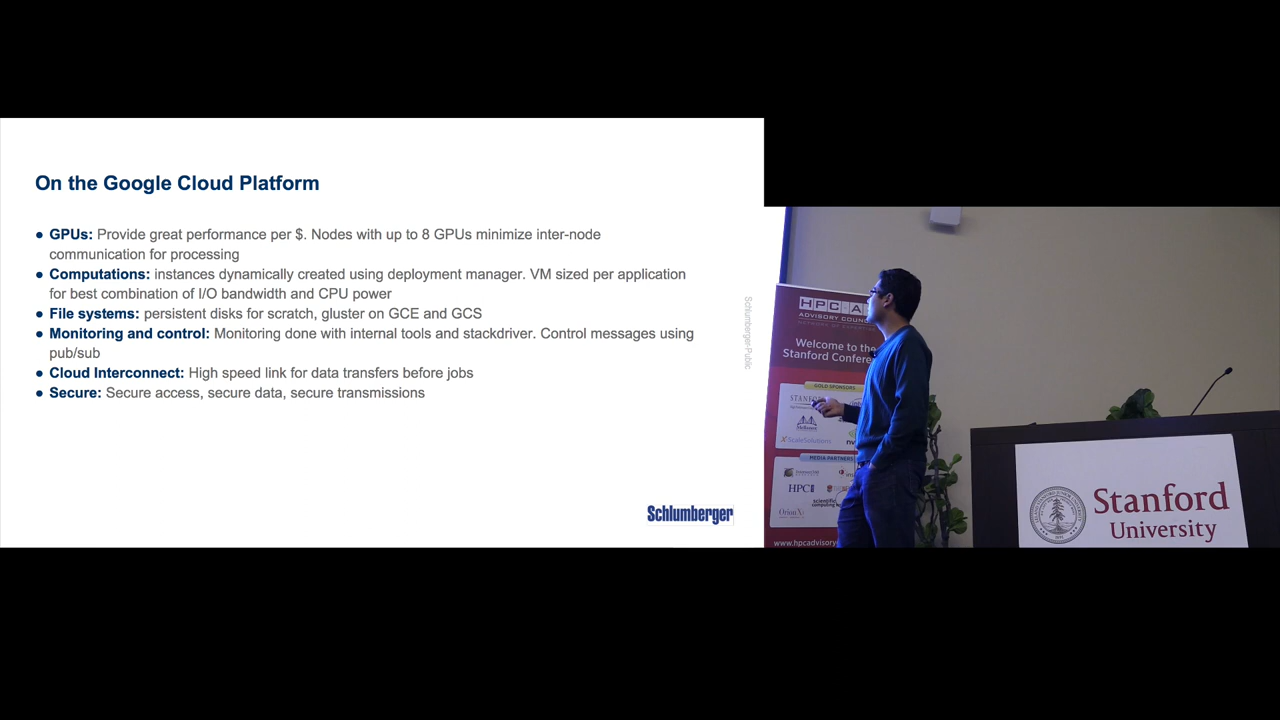 On the Google Cloud Platform
● GPUs: Provide great performance per $. Nodes with up to 8 GPUs minimize inter-node
communication for processing
● Computations: instances dynamically created using deployment manager. VM sized per application
for best combination of I/O bandwidth and CPU power
● File systems: persistent disks for scratch, gluster on GCE and GCS
● Monitoring and control: Monitoring done with internal tools and stackdriver. Control messages using
pub/sub
● Cloud Interconnect: High speed link for data transfers before jobs
● Secure: Secure access, secure data, secure transmissions
Schlumberger-Public
Schlumberger
HPC-A
ADVISORY COUNC
Welcome to the
Stanford Confer
GOLD SPONSORS
STANF
Mellanox
ScaleSolutions
MEDIA PARTNERS
HPC
scientific
computing
OrionX
www.hpcadvisory
Stanford
University